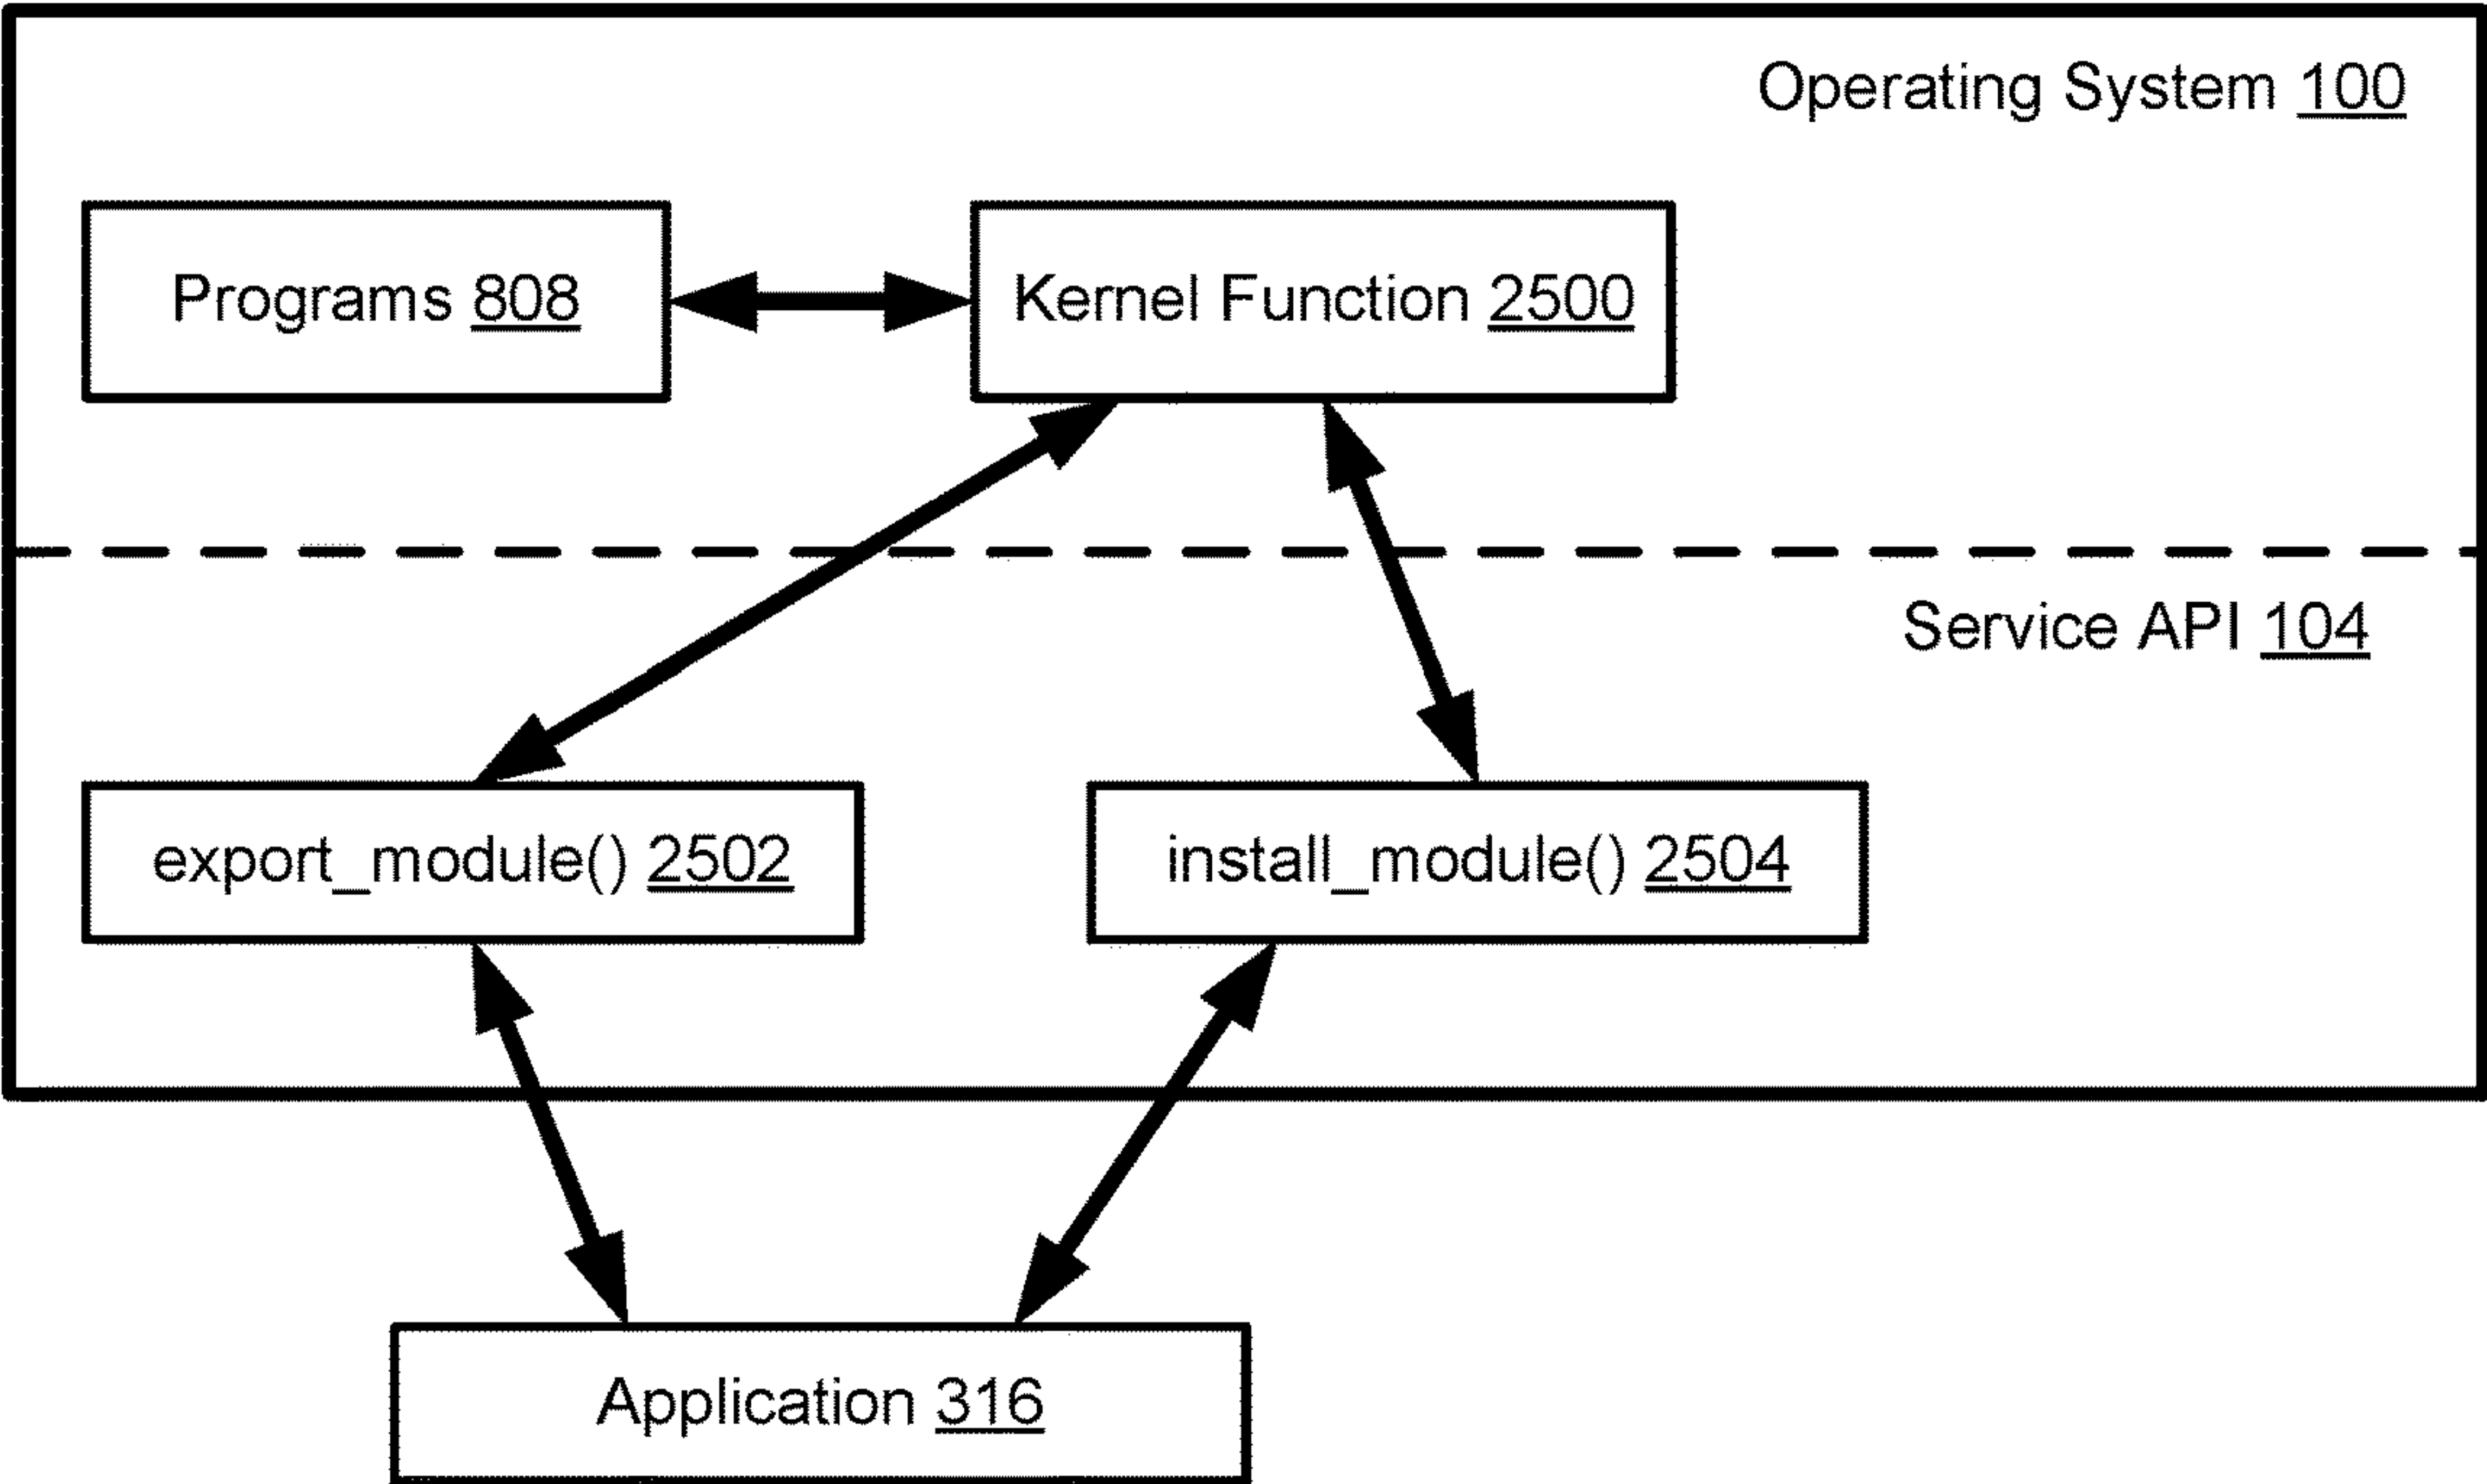 Operating System 100
Programs 808
Kernel Function 2500
Service API 104
export_module() 2502
install_module() 2504
Application 316